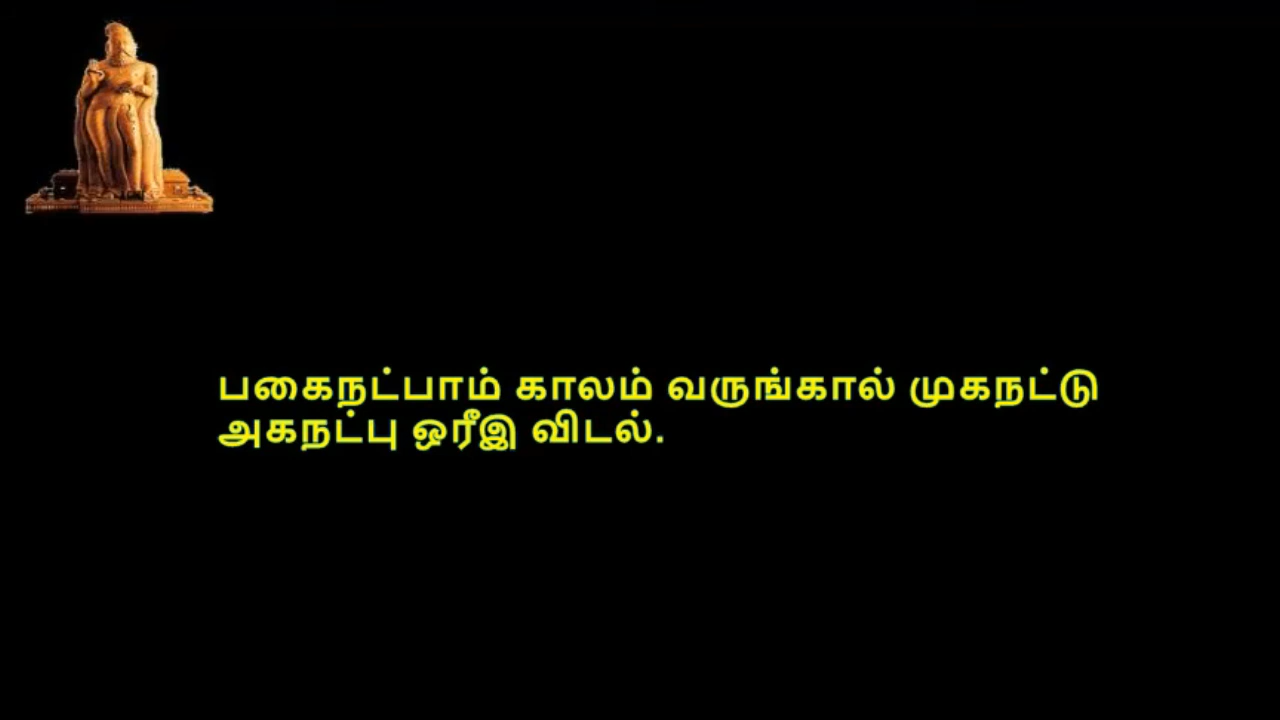 பகைநட்பாம் காலம் வருங்கால் முகநட்டு
அகநட்பு ஒரீஇ விடல்.